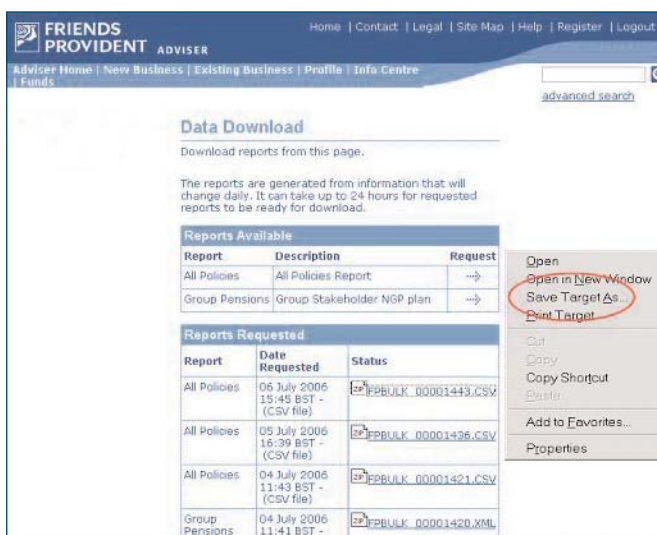 FRIENDS
PROVIDENT ADVISER
Home | Contact | Legal | Site Map | Help | Register | Logout
Adviser Home | New Business | Existing Business | Profile | Info Centre
| Funds
advanced search
Data Download
Download reports from this page.
The reports are generated from information that will
change daily. It can take up to 24 hours for requested
reports to be ready for download.
Reports Available
Report Description Request
All Policies All Policies Report
Group Pensions Group Stakeholder NGP plan
Reports Requested
Report Date Requested Status
All Policies 06 July 2006 15:45 BST - (CSV file) ZIP FPBULK_00001443.CSV
All Policies 05 July 2006 16:39 BST - (CSV file) ZIP FPBULK_00001436.CSV
All Policies 04 July 2006 11:43 BST - (CSV file) ZIP FPBULK_00001421.CSV
Group Pensions 04 July 2006 11:41 BST - ZIP FPBULK_00001420.XML
Open
Open in New Window
Save Target As...
Print Target
Cut
Copy
Copy Shortcut
Paste
Add to Favorites...
Properties